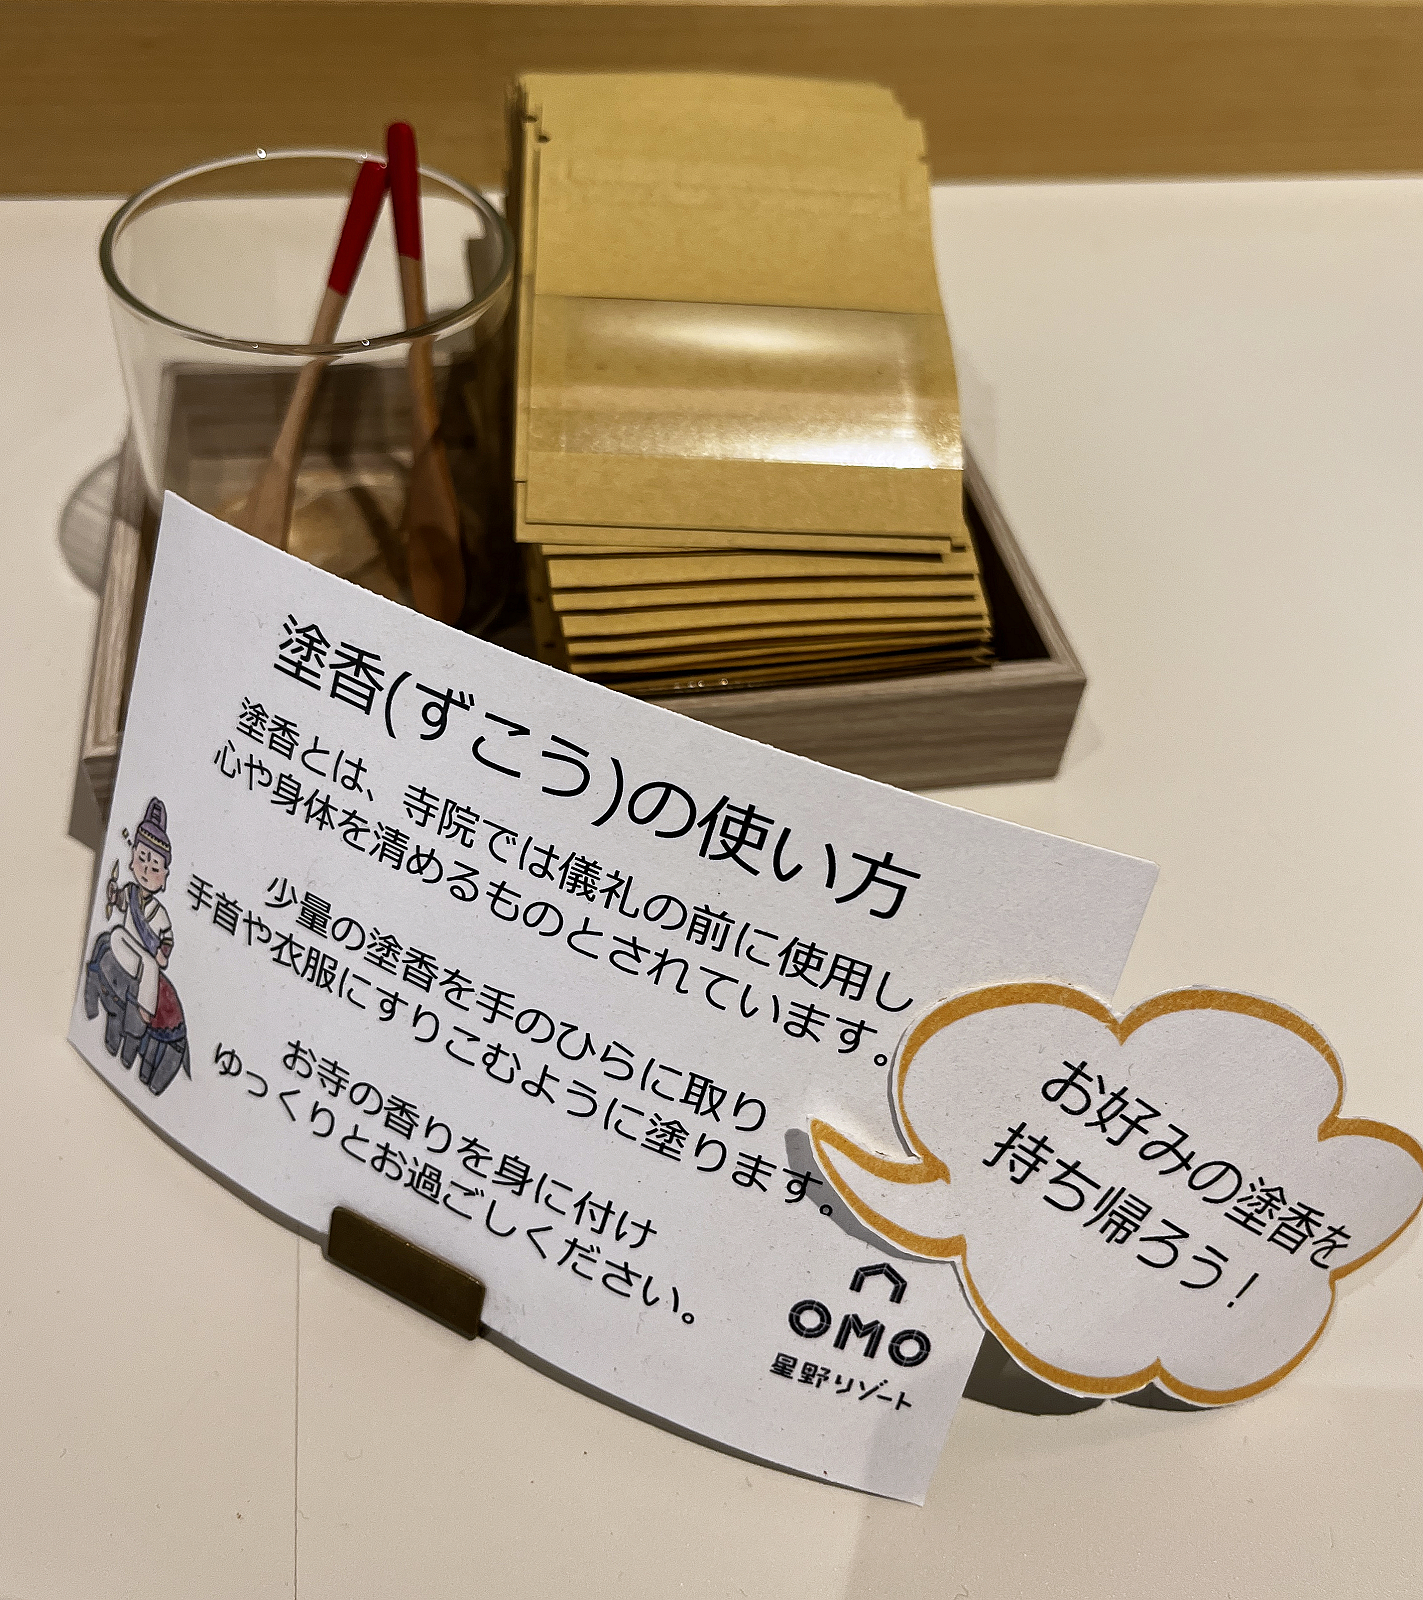 塗香(ずこう)の使い方
塗香とは、寺院では儀礼の前に使用し
心や身体を清めるものとされています。
少量の塗香を手のひらに取り
手首や衣服にすりこむように塗ります。
お寺の香りを身に付け
ゆっくりとお過ごしください。
OMO
星野リゾート
お好みの塗香を
持ち帰ろう！